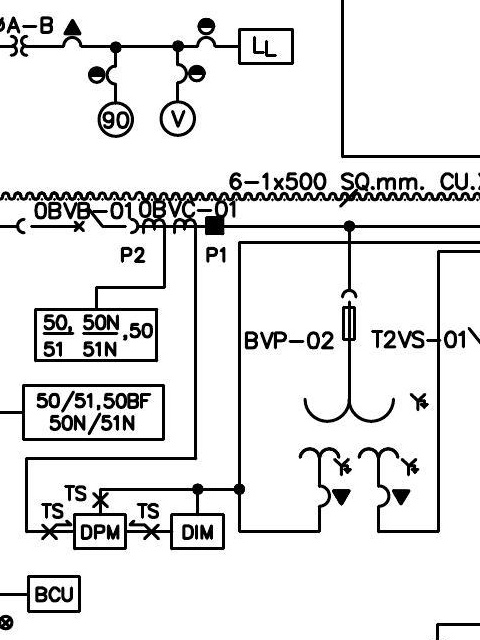 ØA-B
LL
90
V
6-1x500 SQ.mm. CU.
0BVB-01
0BVC-01
P2
P1
50, 50N ,50
51 51N
BVP-02
T2VS-01
50/51,50BF
50N/51N
TS
TS
TS
DPM
DIM
BCU